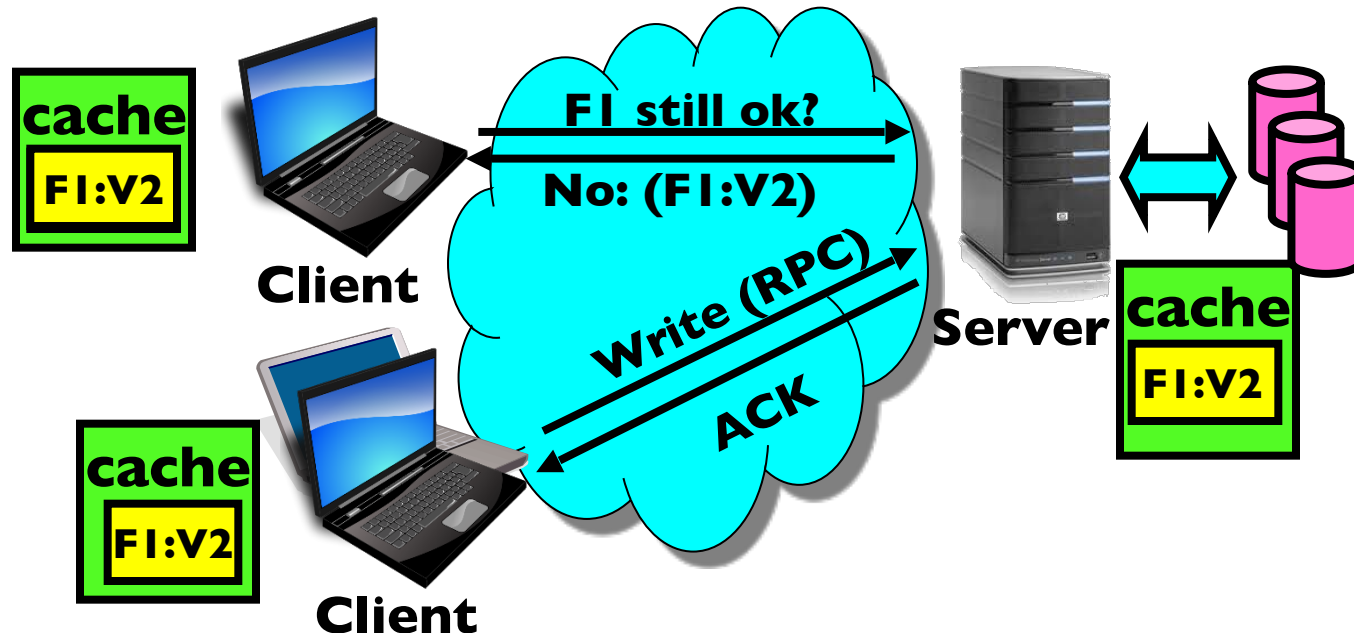 cache
F1:V2
Client
F1 still ok?
No: (F1:V2)
Write (RPC)
ACK
Server
cache
F1:V2
cache
F1:V2
Client